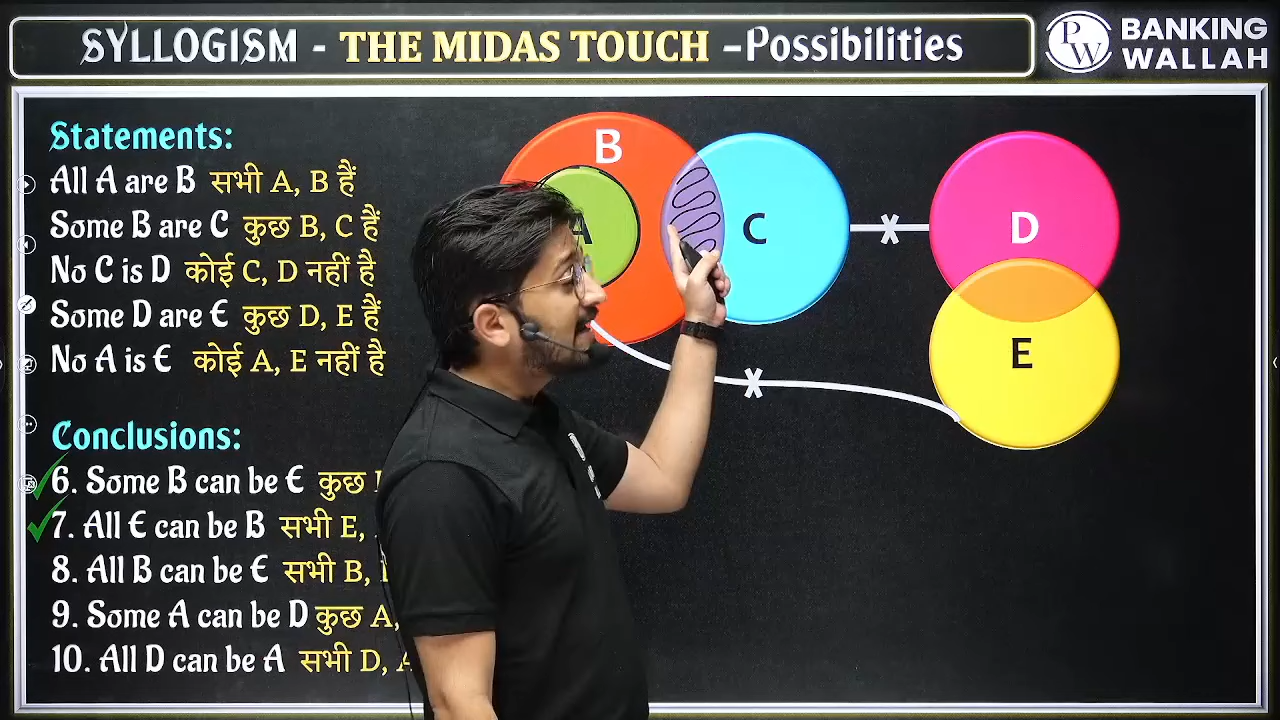 SYLLOGISM - THE MIDAS TOUCH -Possibilities
PW BANKING WALLAH
Statements:
All A are B सभी A, B हैं
Some B are C कुछ B, C हैं
No C is D कोई C, D नहीं है
Some D are E कुछ D, E हैं
No A is E कोई A, E नहीं है
Conclusions:
6. Some B can be E कुछ
7. All E can be B सभी E,
8. All B can be E सभी B,
9. Some A can be D कुछ A,
10. All D can be A सभी D, A
B
A
C
D
E